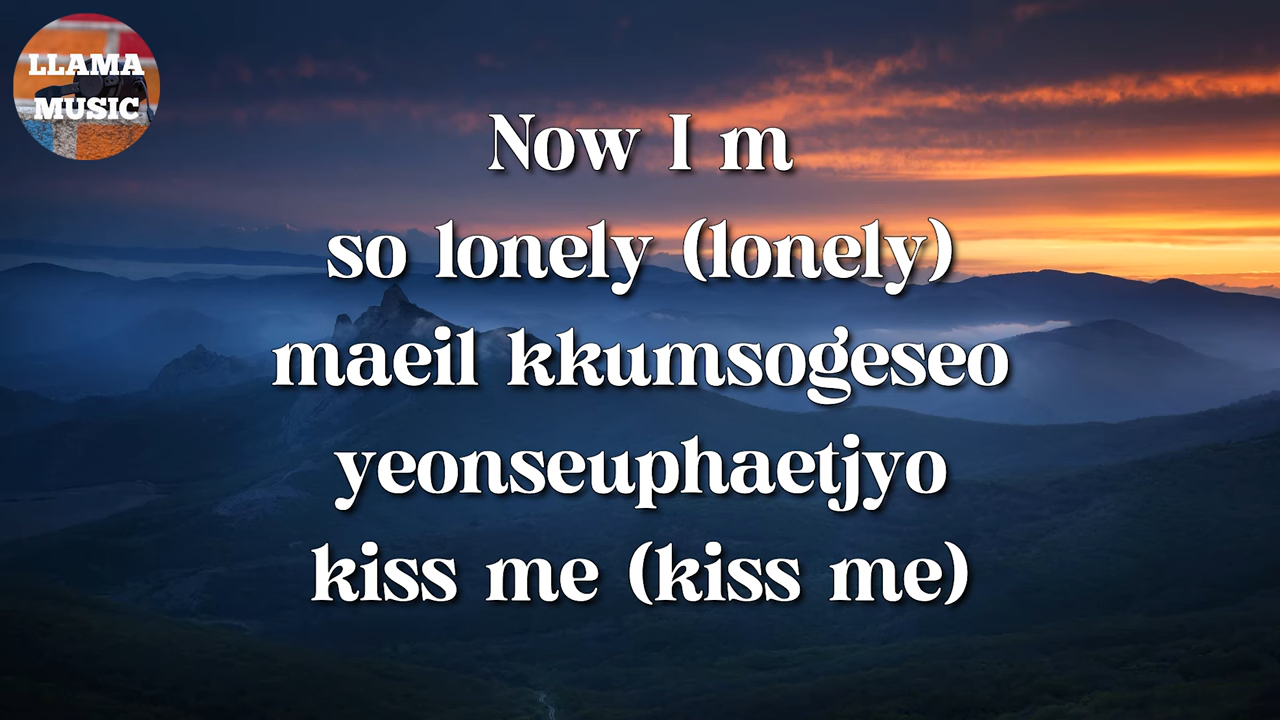 LLAMA
MUSIC
Now I m
so lonely (lonely)
maeil kkumsogeseo
yeonseuphaetjyo
kiss me (kiss me)